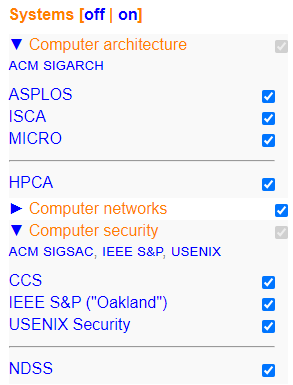 Systems [off | on]
▼ Computer architecture
ACM SIGARCH
ASPLOS
ISCA
MICRO
HPCA
► Computer networks
▼ Computer security
ACM SIGSAC, IEEE S&P, USENIX
CCS
IEEE S&P ("Oakland")
USENIX Security
NDSS